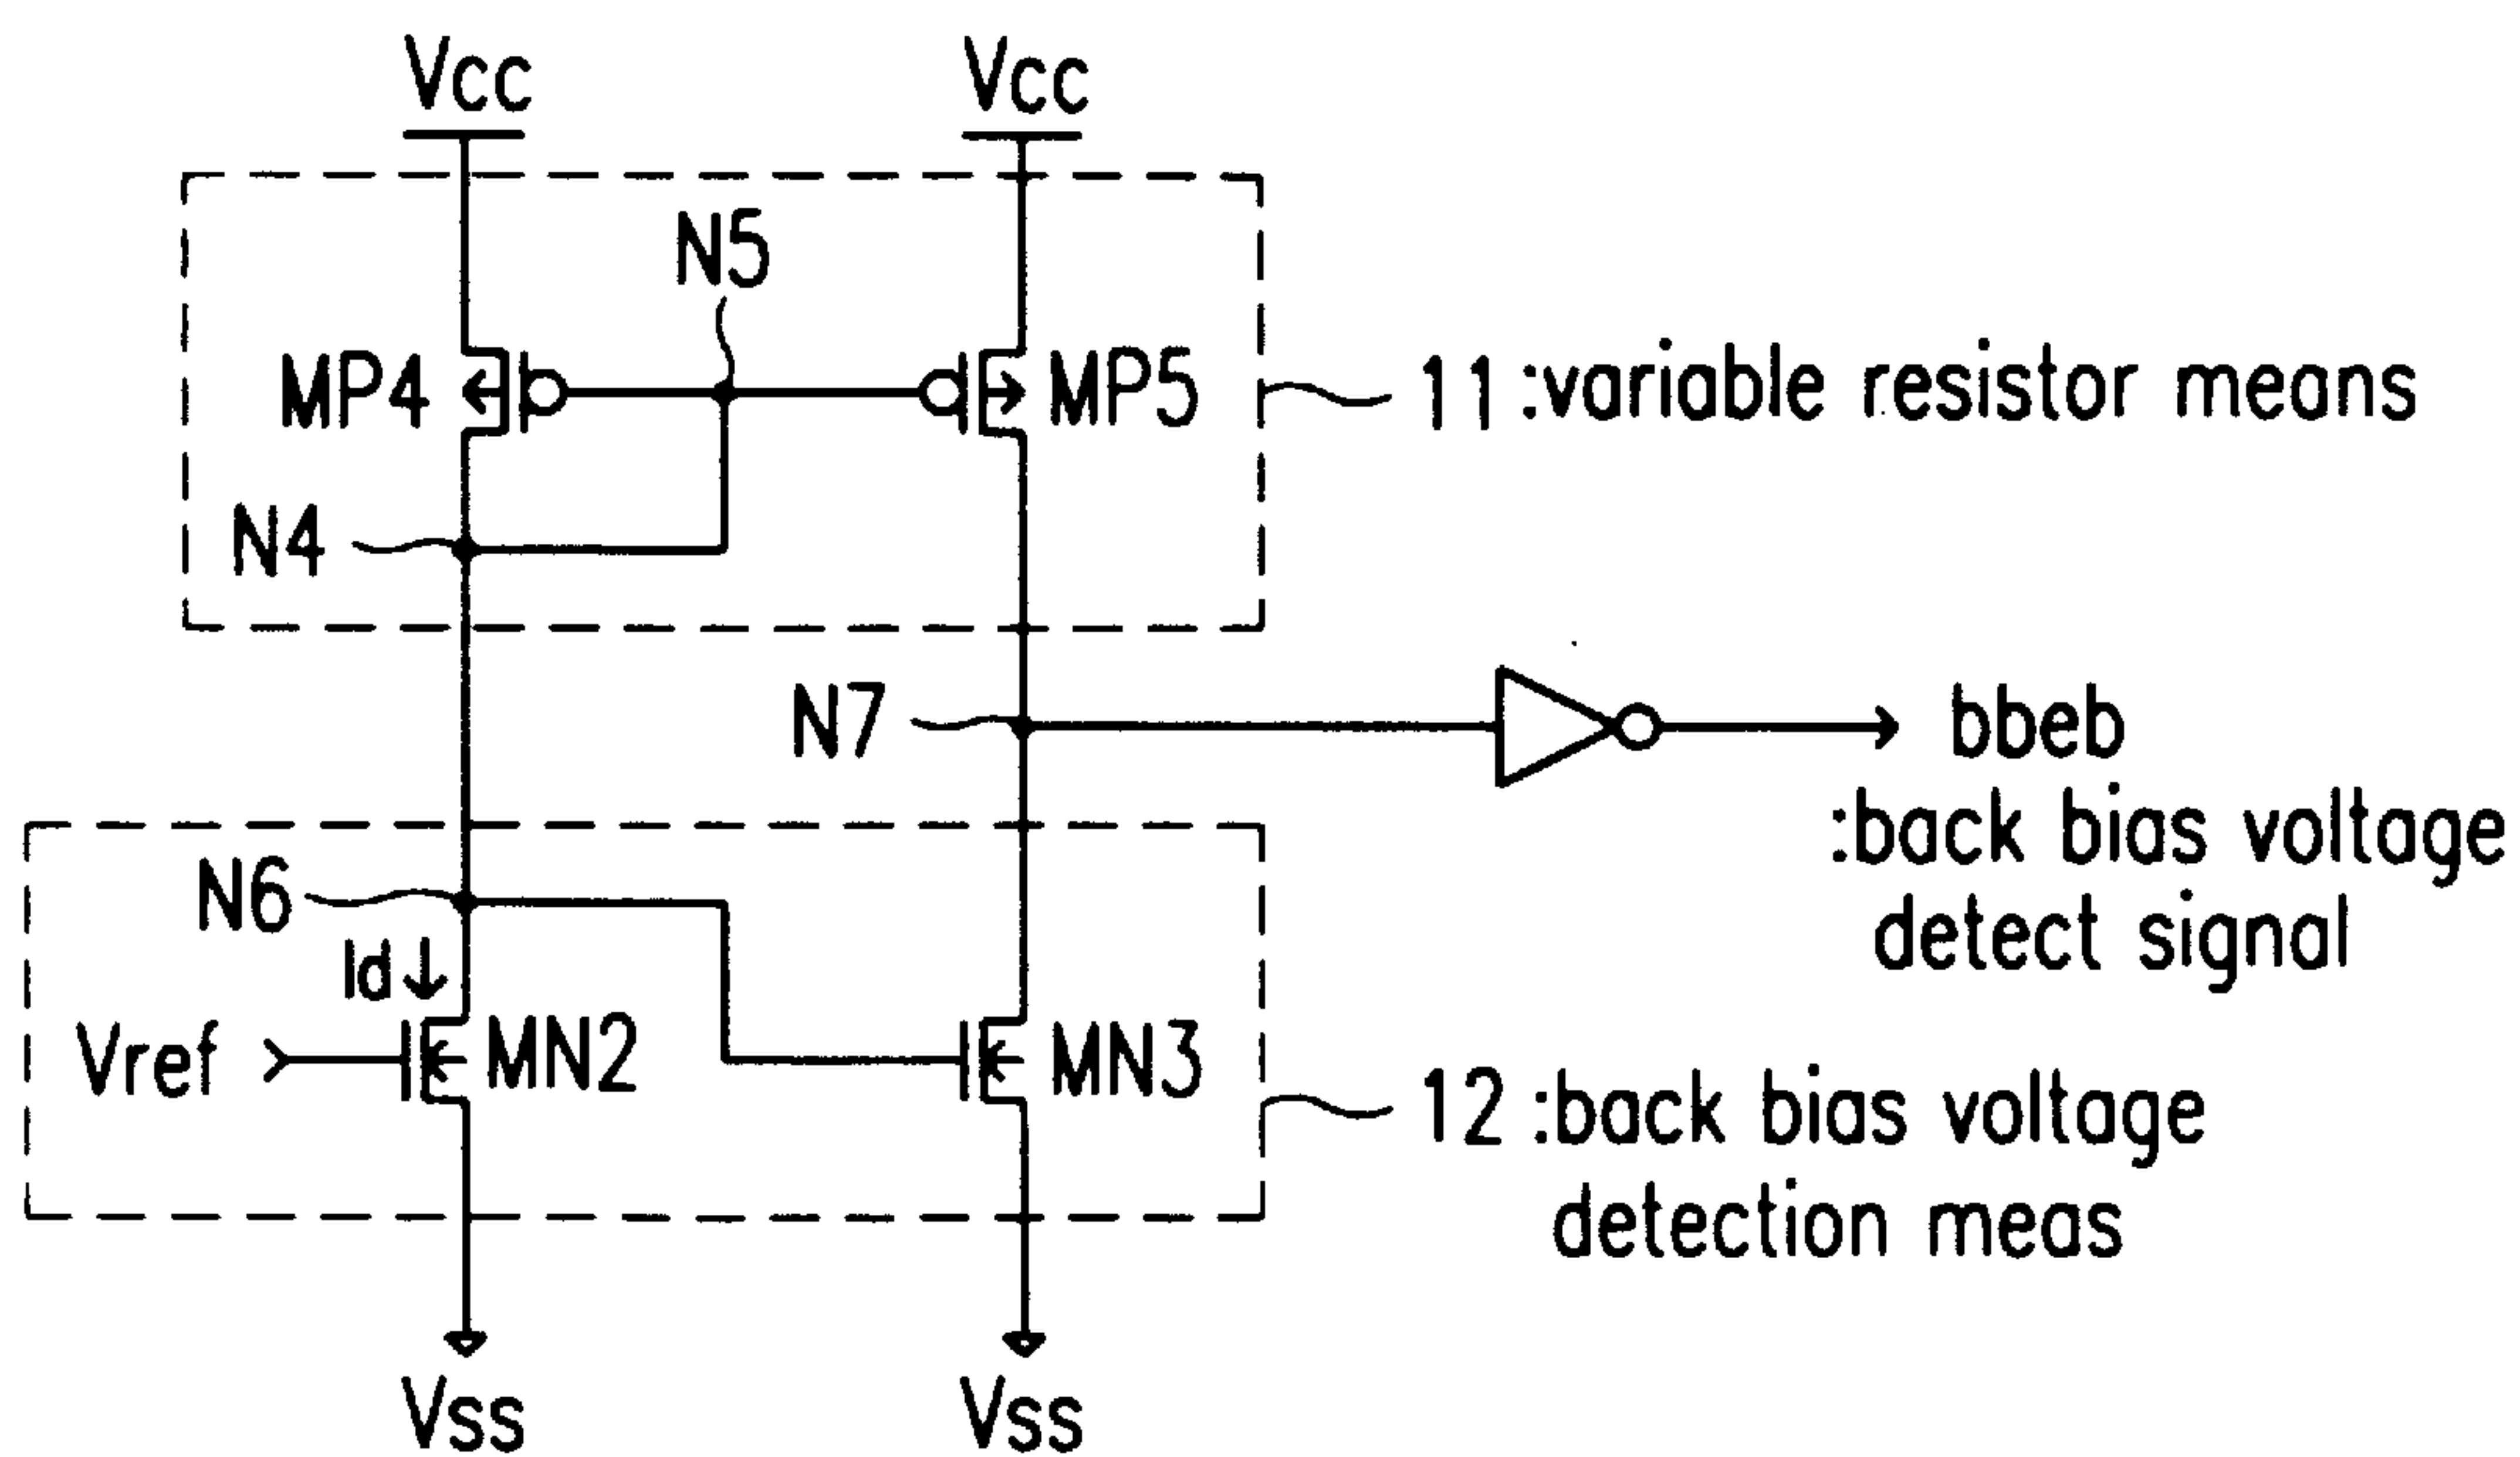 Vcc Vcc
N5
MP4 MP5
11 :variable resistor means
N4
N7
bbeb
:back bias voltage
detect signal
N6
Id
Vref MN2 MN3
12 :back bias voltage
detection meas
Vss Vss